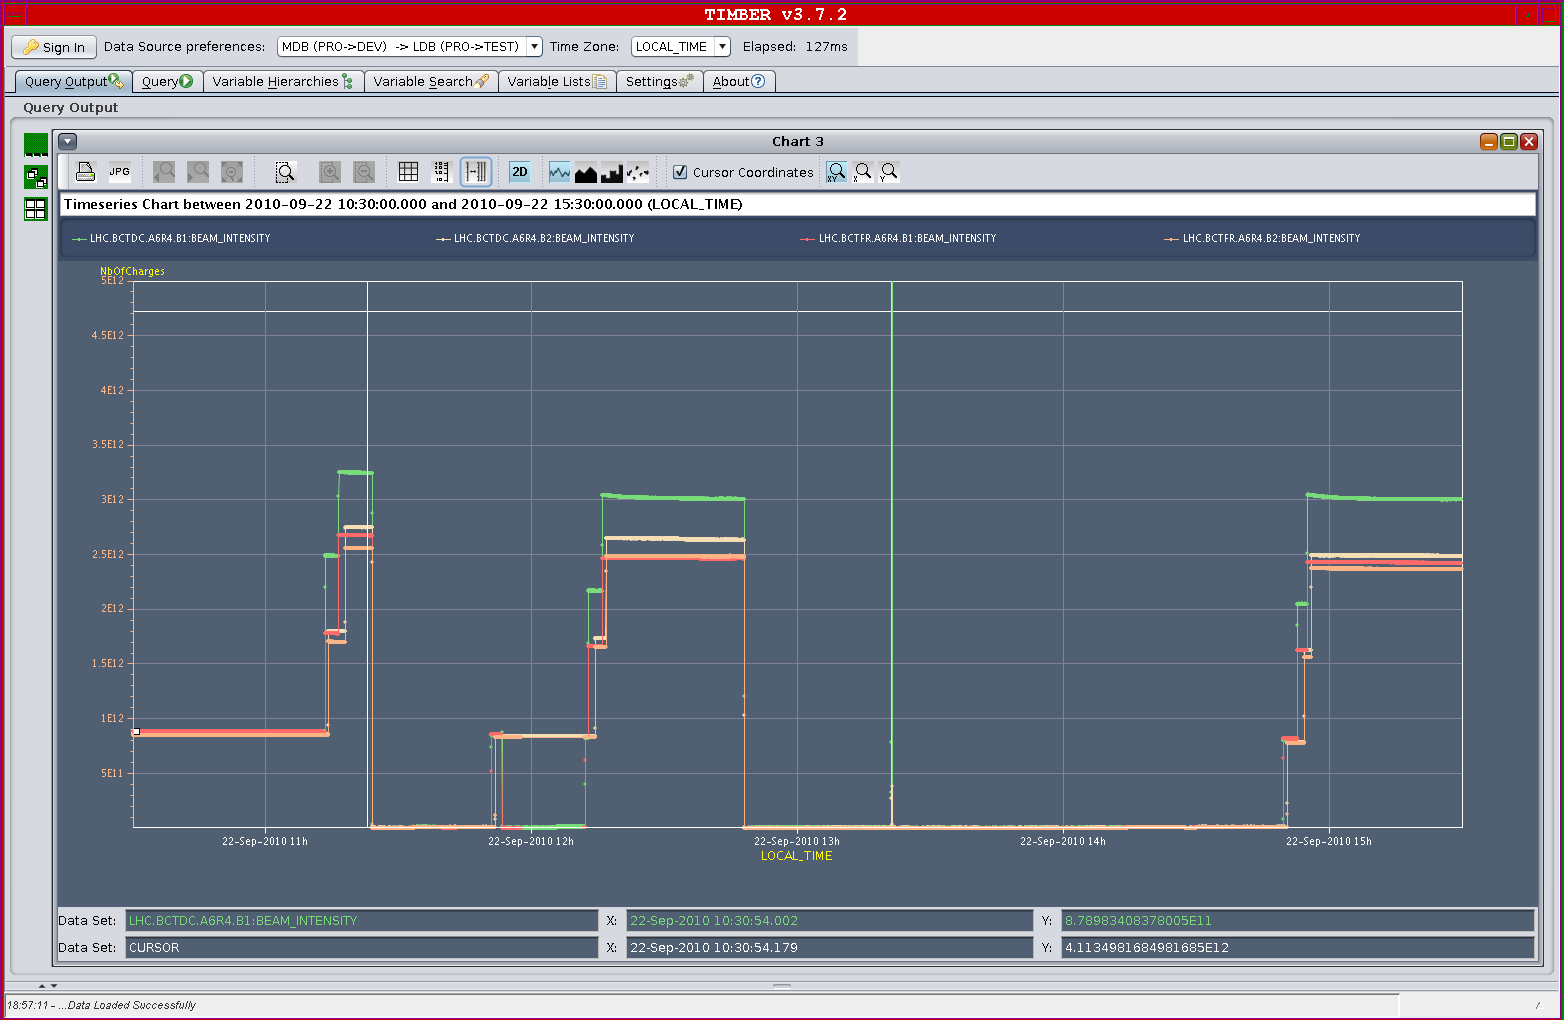 TIMBER v3.7.2
Sign In Data Source preferences: MDB (PRO->DEV) -> LDB (PRO->TEST) Time Zone: LOCAL_TIME Elapsed: 127ms
Query Output Query Variable Hierarchies Variable Search Variable Lists Settings About
Query Output
Chart 3
JPG 2D Cursor Coordinates XY X Y
Timeseries Chart between 2010-09-22 10:30:00.000 and 2010-09-22 15:30:00.000 (LOCAL_TIME)
LHC.BCTDC.A6R4.B1:BEAM_INTENSITY LHC.BCTDC.A6R4.B2:BEAM_INTENSITY LHC.BCTFR.A6R4.B1:BEAM_INTENSITY LHC.BCTFR.A6R4.B2:BEAM_INTENSITY
NbOfCharges
5E12
4.5E12
4E12
3.5E12
3E12
2.5E12
2E12
1.5E12
1E12
5E11
22-Sep-2010 11h 22-Sep-2010 12h 22-Sep-2010 13h 22-Sep-2010 14h 22-Sep-2010 15h
LOCAL_TIME
Data Set: LHC.BCTDC.A6R4.B1:BEAM_INTENSITY X: 22-Sep-2010 10:30:54.002 Y: 8.78983408378005E11
Data Set: CURSOR X: 22-Sep-2010 10:30:54.179 Y: 4.1134981684981685E12
18:57:11 - ...Data Loaded Successfully /